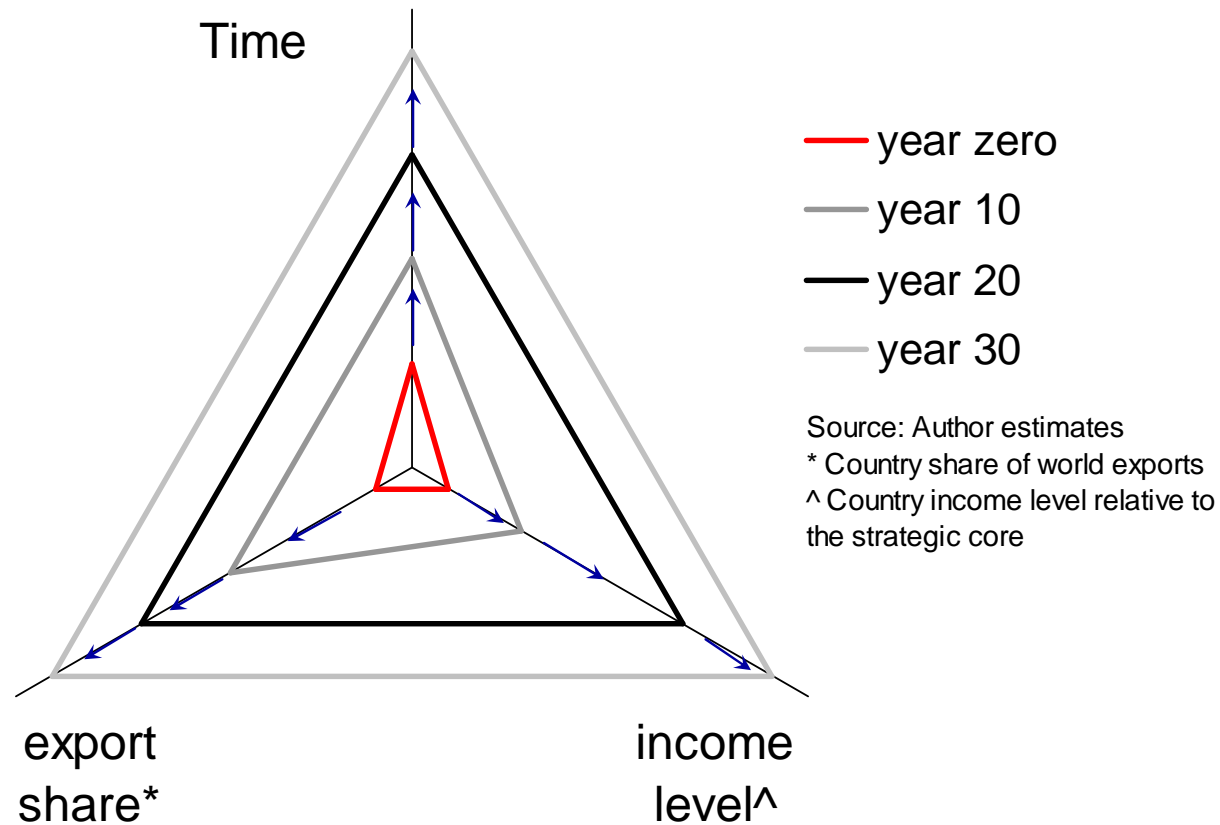 Time
year zero
year 10
year 20
year 30
Source: Author estimates
* Country share of world exports
^ Country income level relative to
the strategic core
export
share*
income
level^